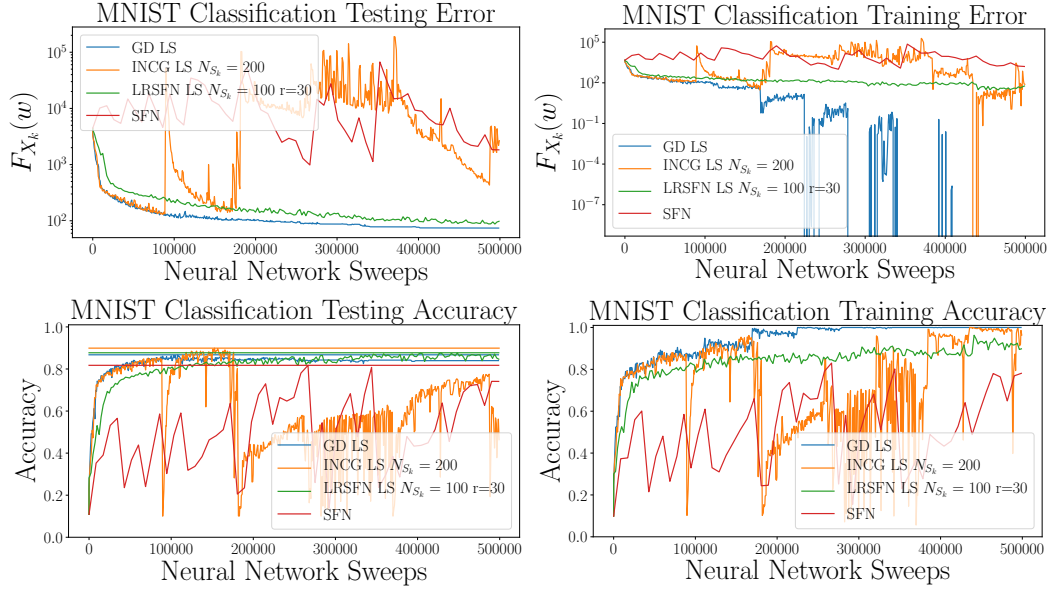 MNIST Classification Testing Error
F_{X_k}(w)
10^5
10^4
10^3
10^2
GD LS
INCG LS N_{S_k} = 200
LRSFN LS N_{S_k} = 100 r=30
SFN
0 100000 200000 300000 400000 500000
Neural Network Sweeps
MNIST Classification Training Error
F_{X_k}(w)
10^5
10^2
10^{-1}
10^{-4}
10^{-7}
GD LS
INCG LS N_{S_k} = 200
LRSFN LS N_{S_k} = 100 r=30
SFN
0 100000 200000 300000 400000 500000
Neural Network Sweeps
MNIST Classification Testing Accuracy
Accuracy
1.0
0.8
0.6
0.4
0.2
0.0
GD LS
INCG LS N_{S_k} = 200
LRSFN LS N_{S_k} = 100 r=30
SFN
0 100000 200000 300000 400000 500000
Neural Network Sweeps
MNIST Classification Training Accuracy
Accuracy
1.0
0.8
0.6
0.4
0.2
0.0
GD LS
INCG LS N_{S_k} = 200
LRSFN LS N_{S_k} = 100 r=30
SFN
0 100000 200000 300000 400000 500000
Neural Network Sweeps